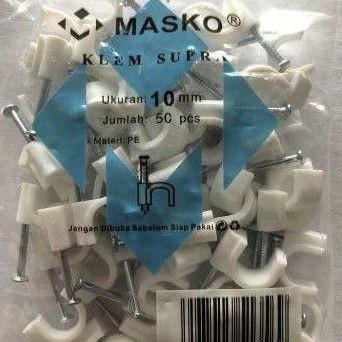 MASKO®
KLEM SUPRA
Ukuran: 10 mm
Jumlah: 50 pcs
Materi: PE
Jangan Dibuka Sebelum Siap Pakai